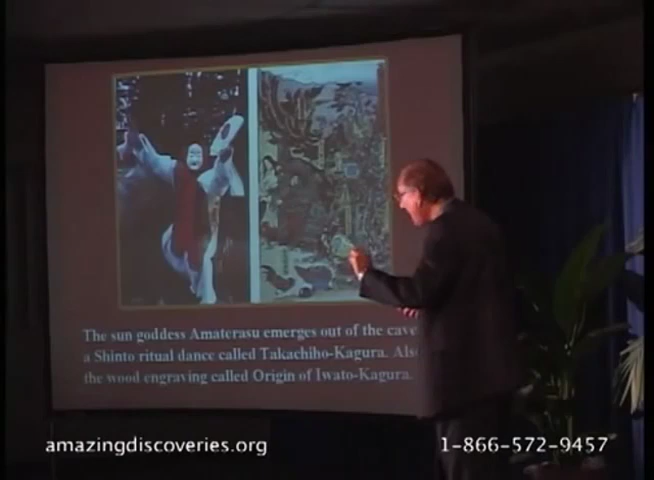 The sun goddess Amaterasu emerges out of the cave
a Shinto ritual dance called Takachiho-Kagura. Als
the wood engraving called Origin of Iwato-Kagura.
amazingdiscoveries.org 1-866-572-9457